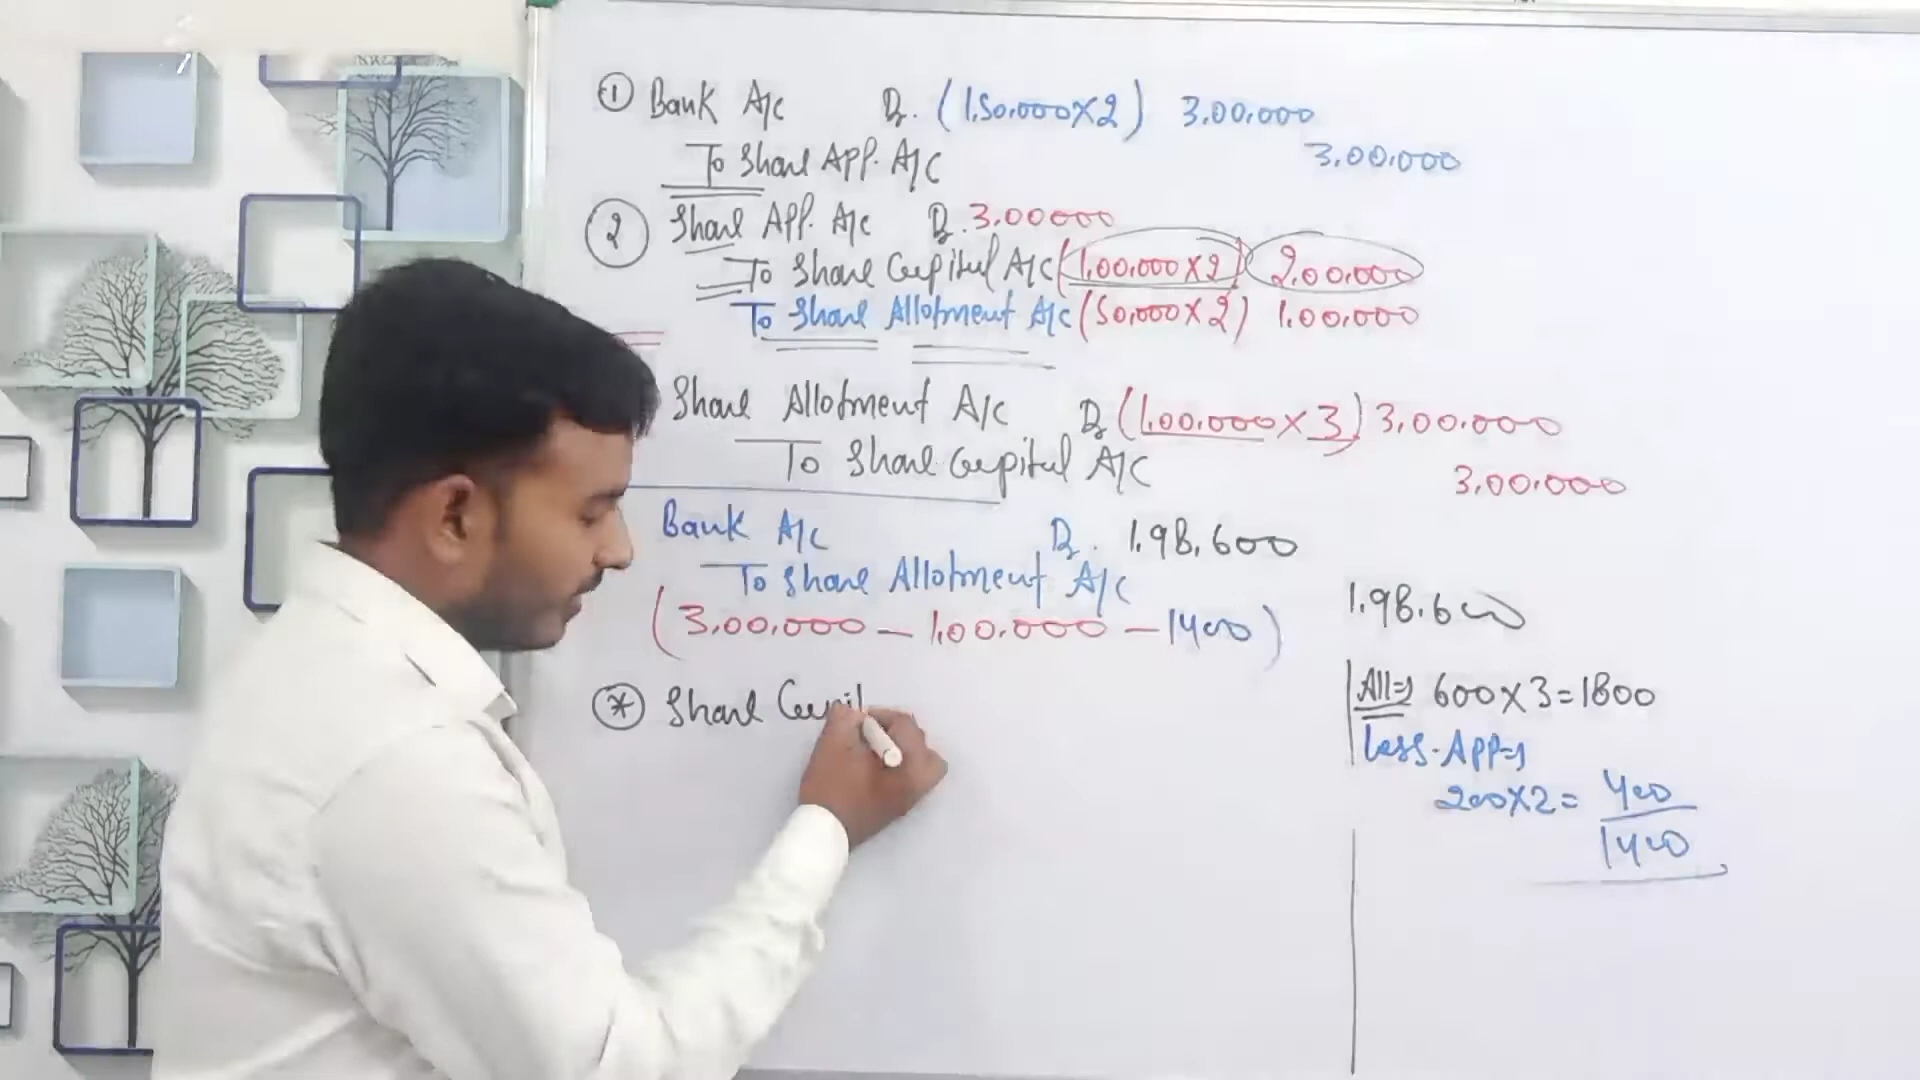 ① Bank A/c Dr. (1,50,000×2) 3,00,000
To Share APP. A/C 3,00,000
② Share App. A/c Dr. 3,00000
To Share Capital A/C (1,00,000×2) 2,00,000
To Share Allotment A/c (50,000×2) 1,00,000
Share Allotment A/C Dr (1,00,000×3) 3,00,000
To Share Capital A/C 3,00,000
Bank A/c Dr. 1,98,600
To Share Allotment A/c 1,98,600
(3,00,000 – 1,00,000 – 1400)
All⇒ 600×3=1800
Less-APP⇒
200×2= 400
1400
(*) Share Capit